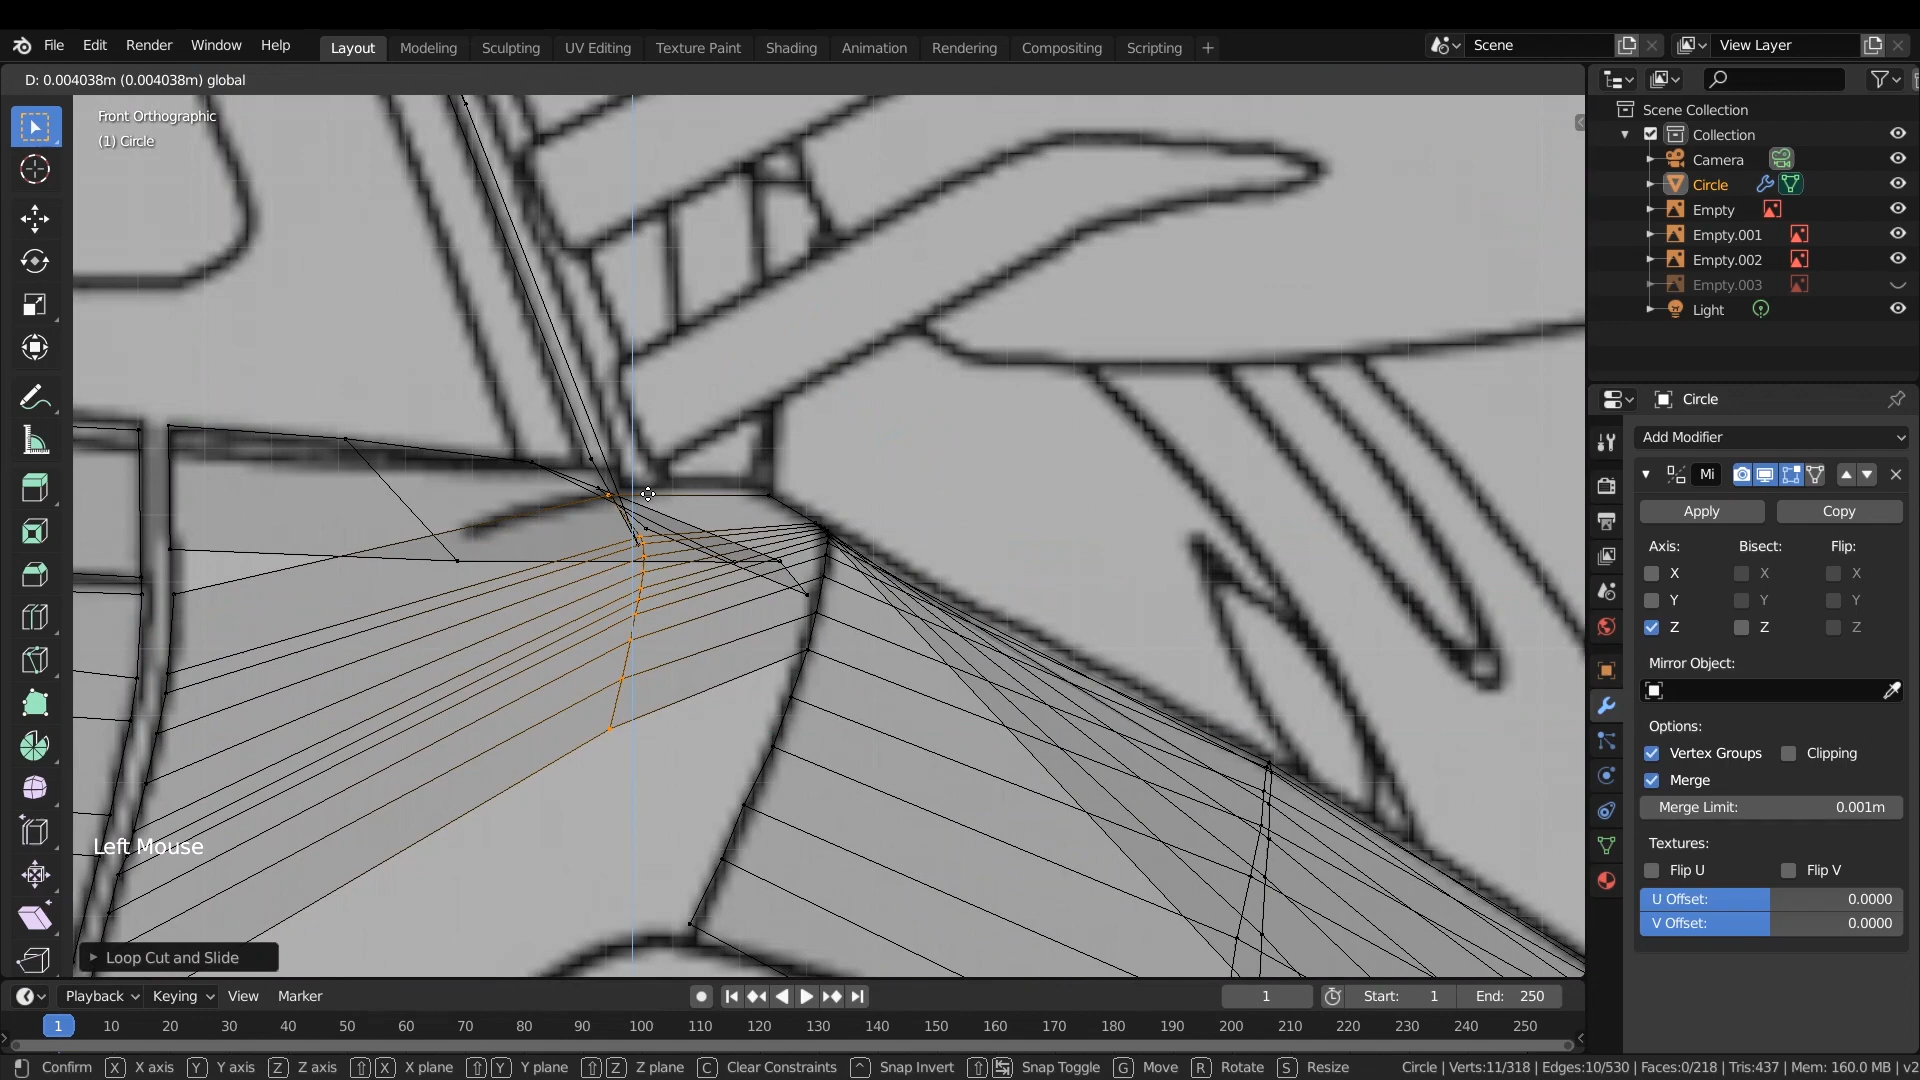 File Edit Render Window Help Layout Modeling Sculpting UV Editing Texture Paint Shading Animation Rendering Compositing Scripting + Scene View Layer
D: 0.004038m (0.004038m) global
Front Orthographic
(1) Circle
Scene Collection
Collection
Camera
Circle
Empty
Empty.001
Empty.002
Empty.003
Light
Circle
Add Modifier
Mi
Apply Copy
Axis: Bisect: Flip:
X X X
Y Y Y
Z Z Z
Mirror Object:
Options:
Vertex Groups Clipping
Merge
Merge Limit: 0.001m
Textures:
Flip U Flip V
U Offset: 0.0000
V Offset: 0.0000
Left Mouse
Loop Cut and Slide
Playback Keying View Marker 1 Start: 1 End: 250
1 10 20 30 40 50 60 70 80 90 100 110 120 130 140 150 160 170 180 190 200 210 220 230 240 250
Confirm X X axis Y Y axis Z Z axis X X plane Y Y plane Z Z plane C Clear Constraints ^ Snap Invert Snap Toggle G Move R Rotate S Resize Circle | Verts:11/318 | Edges:10/530 | Faces:0/218 | Tris:437 | Mem: 160.0 MB | v2